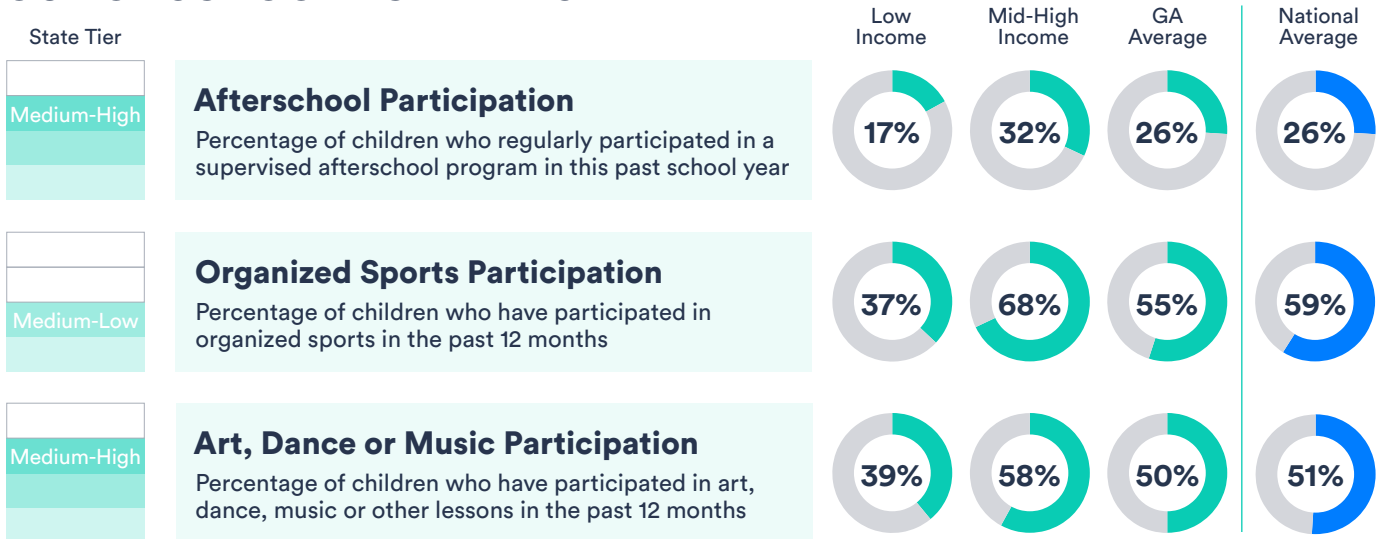 State Tier
Low
Income
Mid-High
Income
GA
Average
National
Average
Medium-High
Afterschool Participation
Percentage of children who regularly participated in a
supervised afterschool program in this past school year
17%
32%
26%
26%
Medium-Low
Organized Sports Participation
Percentage of children who have participated in
organized sports in the past 12 months
37%
68%
55%
59%
Medium-High
Art, Dance or Music Participation
Percentage of children who have participated in art,
dance, music or other lessons in the past 12 months
39%
58%
50%
51%